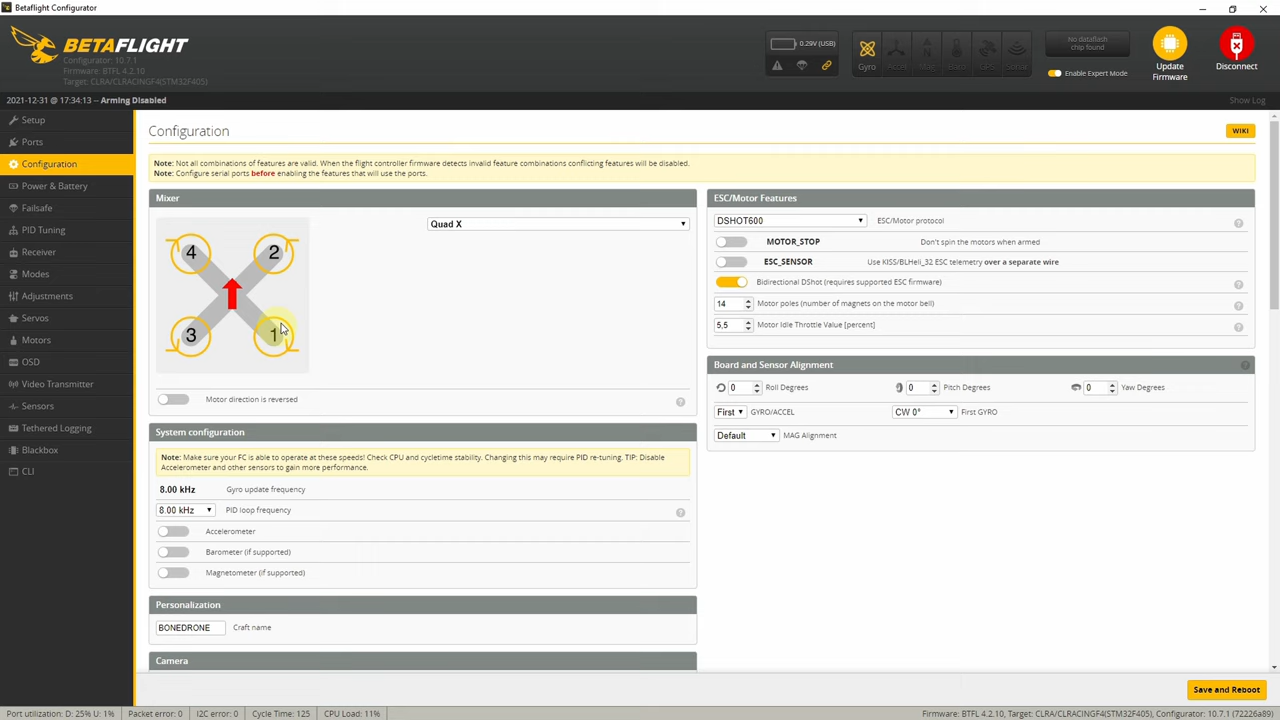 Betaflight Configurator
BETAFLIGHT
Configurator: 10.7.1
Firmware: BTFL 4.2.10
Target: CLRA/CLRACINGF4(STM32F405)
0.29V (USB)
Gyro
Accel
Mag
Baro
GPS
Sonar
No dataflash
chip found
Enable Expert Mode
Update
Firmware
Disconnect
2021-12-31 @ 17:34:13 -- Arming Disabled
Show Log
Setup
Ports
Configuration
Power & Battery
Failsafe
PID Tuning
Receiver
Modes
Adjustments
Servos
Motors
OSD
Video Transmitter
Sensors
Tethered Logging
Blackbox
CLI
Configuration
WIKI
Note: Not all combinations of features are valid. When the flight controller firmware detects invalid feature combinations conflicting features will be disabled.
Note: Configure serial ports before enabling the features that will use the ports.
Mixer
4
2
3
1
Quad X
Motor direction is reversed
System configuration
Note: Make sure your FC is able to operate at these speeds! Check CPU and cycletime stability. Changing this may require PID re-tuning. TIP: Disable
Accelerometer and other sensors to gain more performance.
8.00 kHz Gyro update frequency
8.00 kHz PID loop frequency
Accelerometer
Barometer (if supported)
Magnetometer (if supported)
Personalization
BONEDRONE Craft name
Camera
ESC/Motor Features
DSHOT600 ESC/Motor protocol
MOTOR_STOP Don't spin the motors when armed
ESC_SENSOR Use KISS/BLHeli_32 ESC telemetry over a separate wire
Bidirectional DShot (requires supported ESC firmware)
14 Motor poles (number of magnets on the motor bell)
5,5 Motor Idle Throttle Value [percent]
Board and Sensor Alignment
0 Roll Degrees 0 Pitch Degrees 0 Yaw Degrees
First GYRO/ACCEL CW 0° First GYRO
Default MAG Alignment
Save and Reboot
Port utilization: D: 25% U: 1% Packet error: 0 I2C error: 0 Cycle Time: 125 CPU Load: 11% Firmware: BTFL 4.2.10, Target: CLRA/CLRACINGF4(STM32F405), Configurator: 10.7.1 (72226a89)